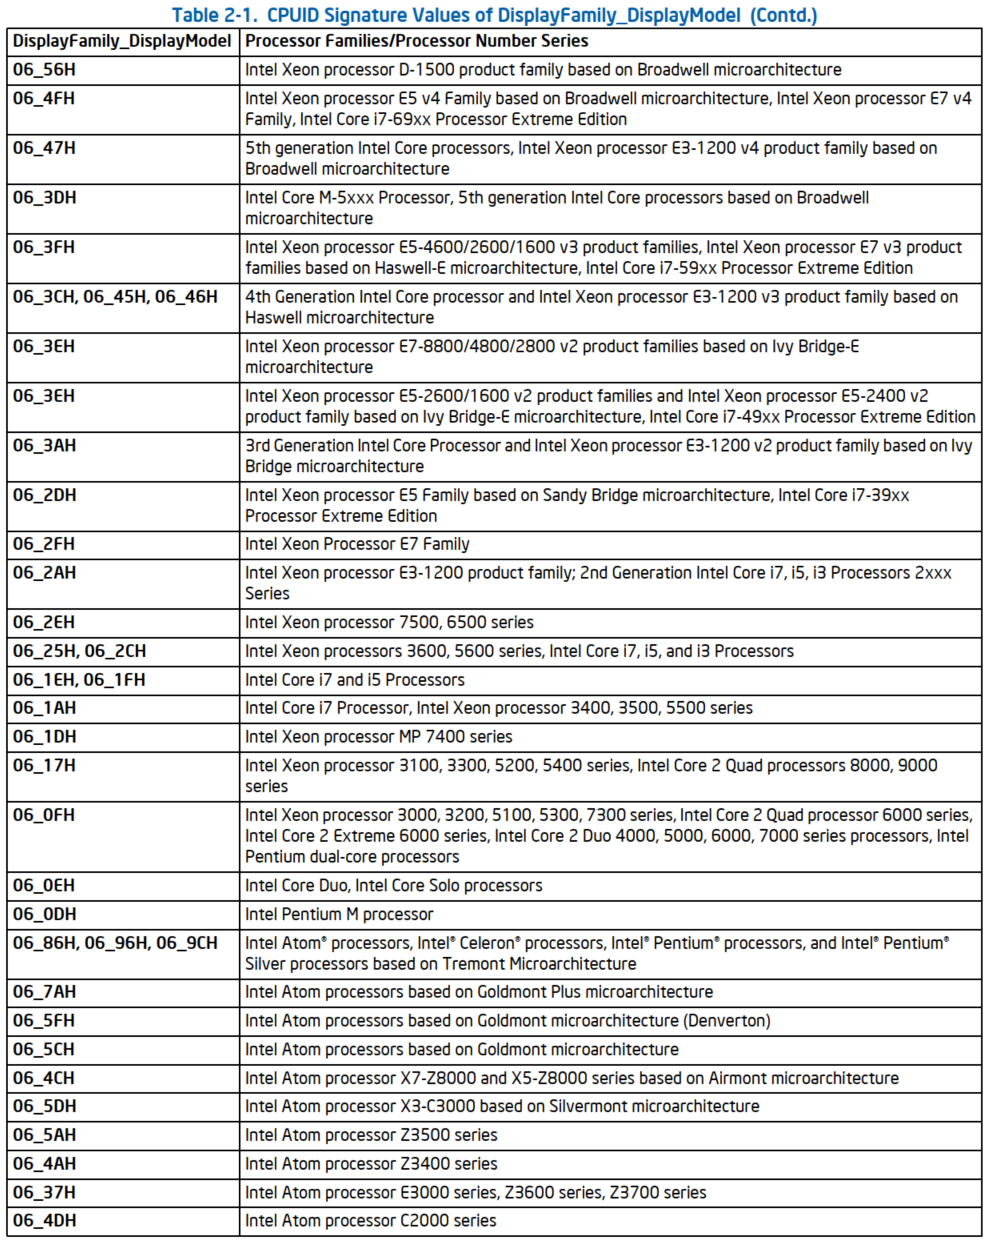 Table 2-1. CPUID Signature Values of DisplayFamily_DisplayModel (Contd.)
DisplayFamily_DisplayModel Processor Families/Processor Number Series
06_56H Intel Xeon processor D-1500 product family based on Broadwell microarchitecture
06_4FH Intel Xeon processor E5 v4 Family based on Broadwell microarchitecture, Intel Xeon processor E7 v4
Family, Intel Core i7-69xx Processor Extreme Edition
06_47H 5th generation Intel Core processors, Intel Xeon processor E3-1200 v4 product family based on
Broadwell microarchitecture
06_3DH Intel Core M-5xxx Processor, 5th generation Intel Core processors based on Broadwell
microarchitecture
06_3FH Intel Xeon processor E5-4600/2600/1600 v3 product families, Intel Xeon processor E7 v3 product
families based on Haswell-E microarchitecture, Intel Core i7-59xx Processor Extreme Edition
06_3CH, 06_45H, 06_46H 4th Generation Intel Core processor and Intel Xeon processor E3-1200 v3 product family based on
Haswell microarchitecture
06_3EH Intel Xeon processor E7-8800/4800/2800 v2 product families based on Ivy Bridge-E
microarchitecture
06_3EH Intel Xeon processor E5-2600/1600 v2 product families and Intel Xeon processor E5-2400 v2
product family based on Ivy Bridge-E microarchitecture, Intel Core i7-49xx Processor Extreme Edition
06_3AH 3rd Generation Intel Core Processor and Intel Xeon processor E3-1200 v2 product family based on Ivy
Bridge microarchitecture
06_2DH Intel Xeon processor E5 Family based on Sandy Bridge microarchitecture, Intel Core i7-39xx
Processor Extreme Edition
06_2FH Intel Xeon Processor E7 Family
06_2AH Intel Xeon processor E3-1200 product family; 2nd Generation Intel Core i7, i5, i3 Processors 2xxx
Series
06_2EH Intel Xeon processor 7500, 6500 series
06_25H, 06_2CH Intel Xeon processors 3600, 5600 series, Intel Core i7, i5, and i3 Processors
06_1EH, 06_1FH Intel Core i7 and i5 Processors
06_1AH Intel Core i7 Processor, Intel Xeon processor 3400, 3500, 5500 series
06_1DH Intel Xeon processor MP 7400 series
06_17H Intel Xeon processor 3100, 3300, 5200, 5400 series, Intel Core 2 Quad processors 8000, 9000
series
06_0FH Intel Xeon processor 3000, 3200, 5100, 5300, 7300 series, Intel Core 2 Quad processor 6000 series,
Intel Core 2 Extreme 6000 series, Intel Core 2 Duo 4000, 5000, 6000, 7000 series processors, Intel
Pentium dual-core processors
06_0EH Intel Core Duo, Intel Core Solo processors
06_0DH Intel Pentium M processor
06_86H, 06_96H, 06_9CH Intel Atom® processors, Intel® Celeron® processors, Intel® Pentium® processors, and Intel® Pentium®
Silver processors based on Tremont Microarchitecture
06_7AH Intel Atom processors based on Goldmont Plus microarchitecture
06_5FH Intel Atom processors based on Goldmont microarchitecture (Denverton)
06_5CH Intel Atom processors based on Goldmont microarchitecture
06_4CH Intel Atom processor X7-Z8000 and X5-Z8000 series based on Airmont microarchitecture
06_5DH Intel Atom processor X3-C3000 based on Silvermont microarchitecture
06_5AH Intel Atom processor Z3500 series
06_4AH Intel Atom processor Z3400 series
06_37H Intel Atom processor E3000 series, Z3600 series, Z3700 series
06_4DH Intel Atom processor C2000 series